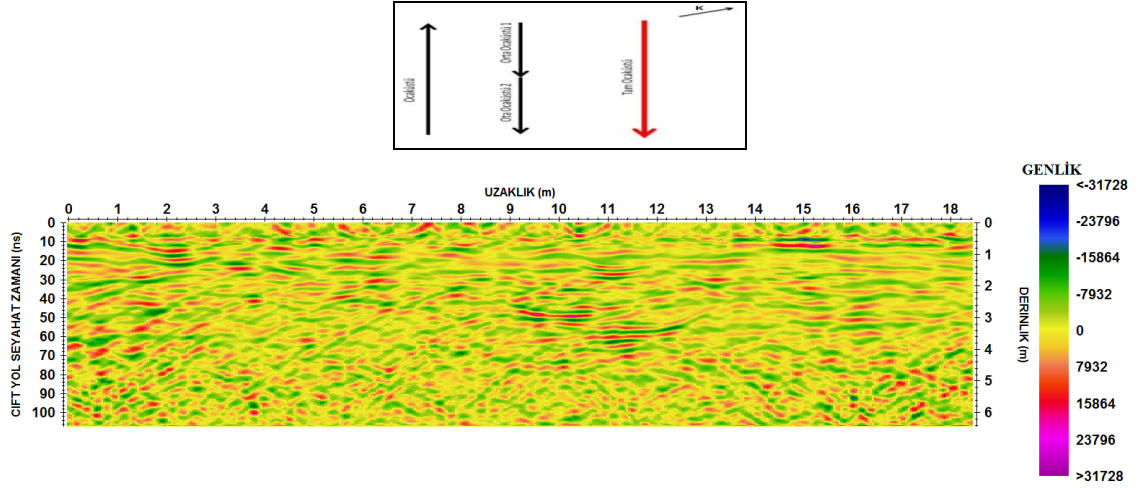 K
Ocaküstü
Orta Ocaküstü 1
Orta Ocaküstü 2
Tam Ocaküstü
GENLİK
UZAKLIK (m)
0 1 2 3 4 5 6 7 8 9 10 11 12 13 14 15 16 17 18
ÇİFT YOL SEYAHAT ZAMANI (ns)
0
10
20
30
40
50
60
70
80
90
100
0
1
2
3
4
5
6
DERİNLİK (m)
<-31728
-23796
-15864
-7932
0
7932
15864
23796
>31728